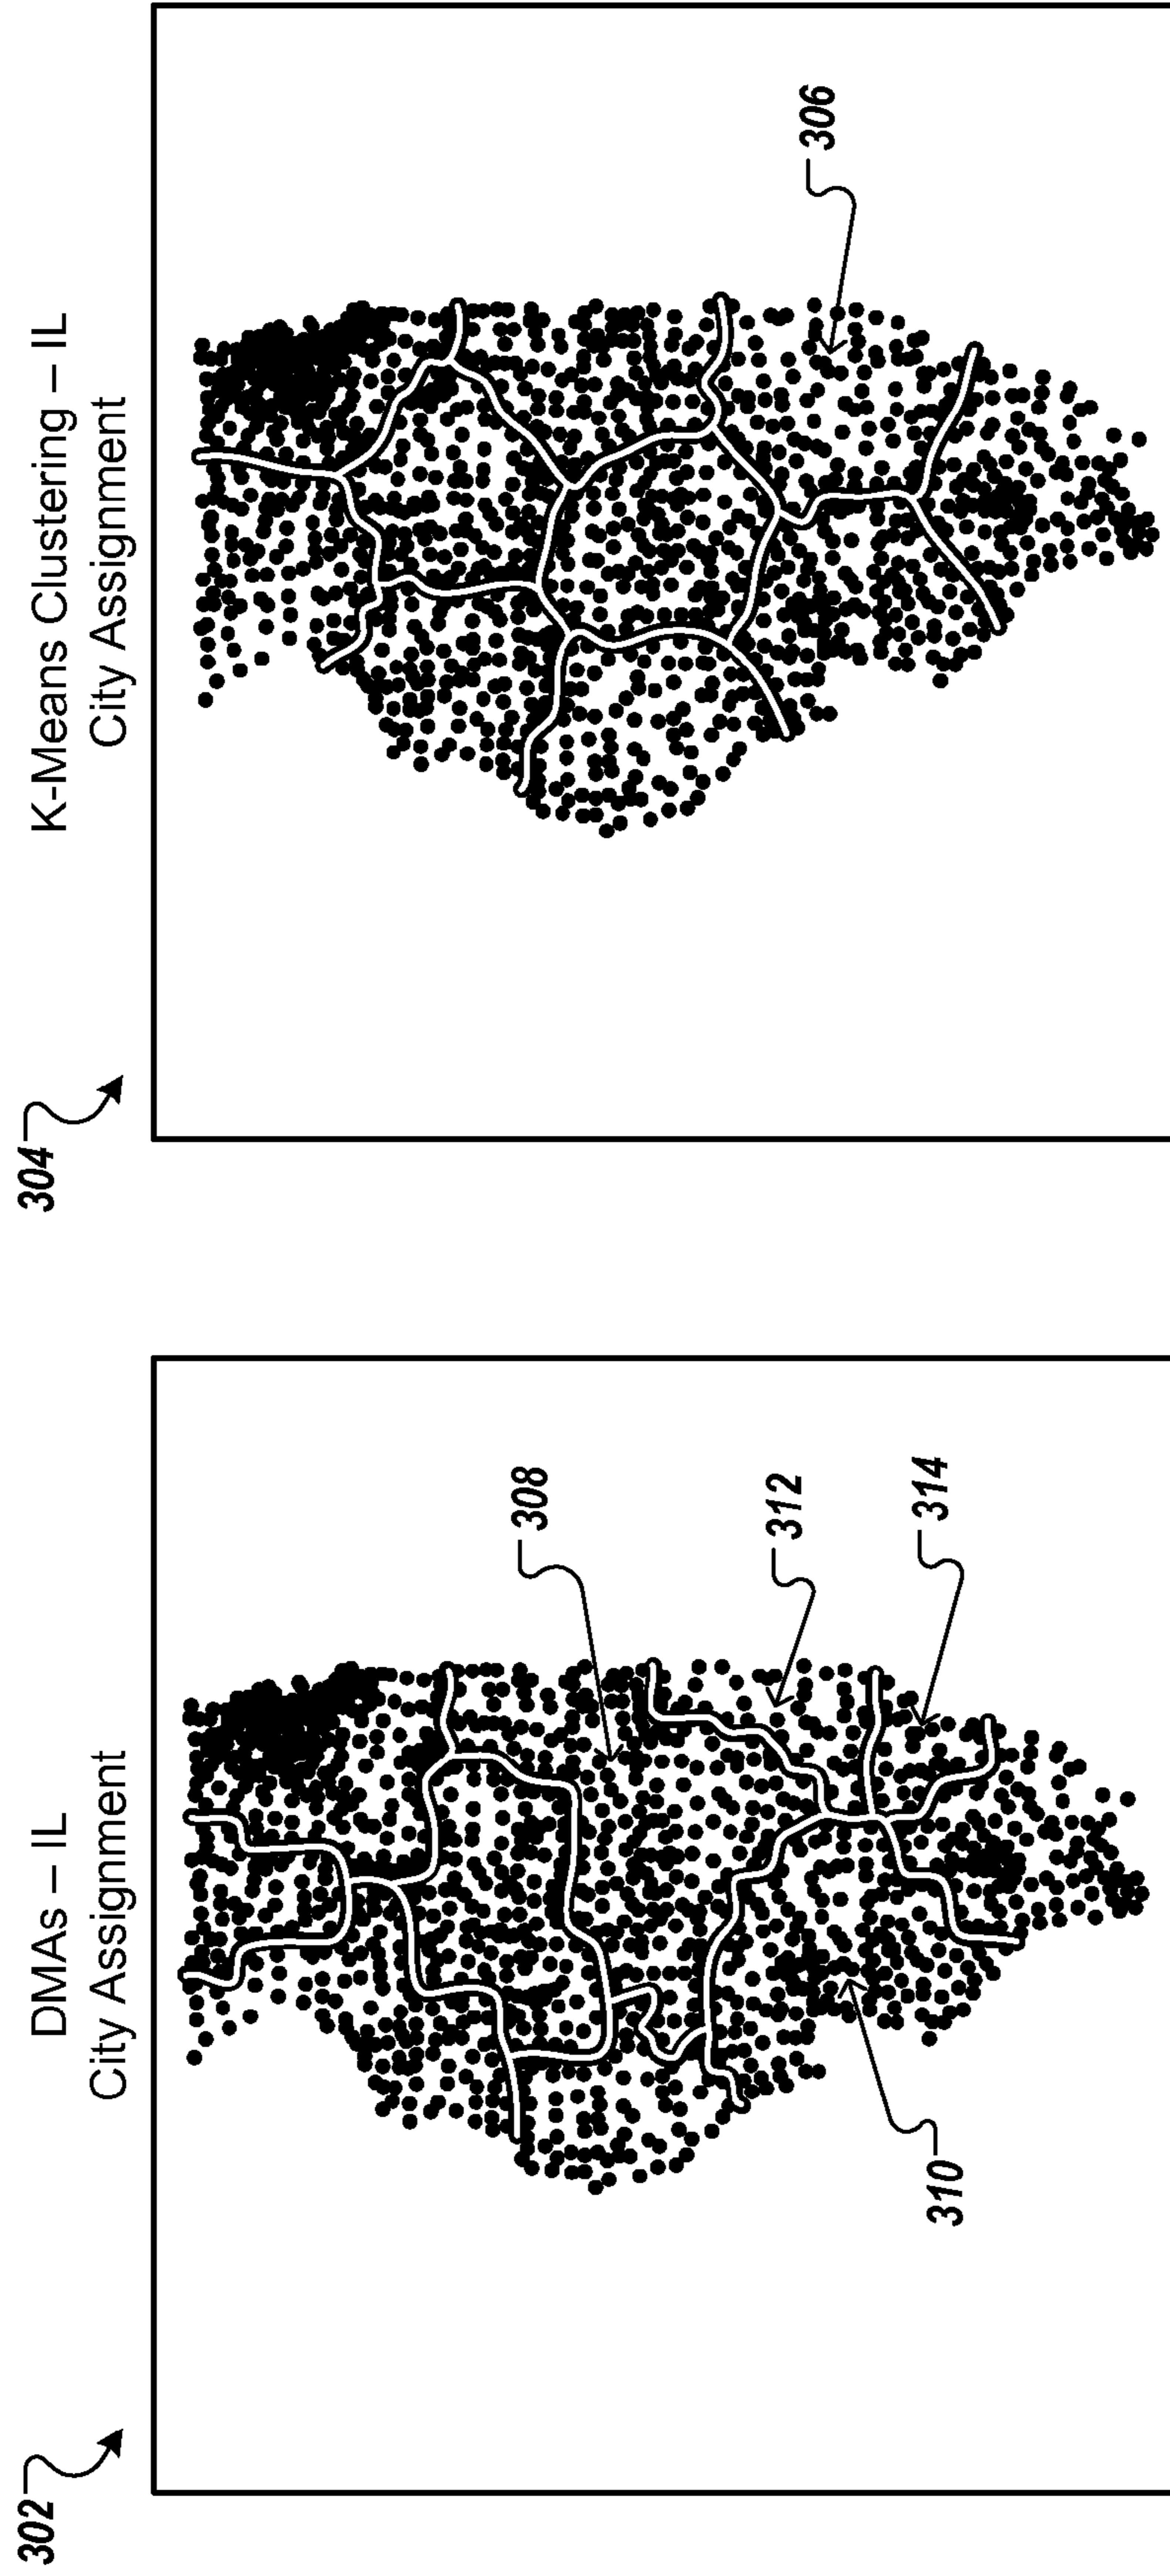 302
DMAs – IL
City Assignment
308
312
314
310
304
K-Means Clustering – IL
City Assignment
306